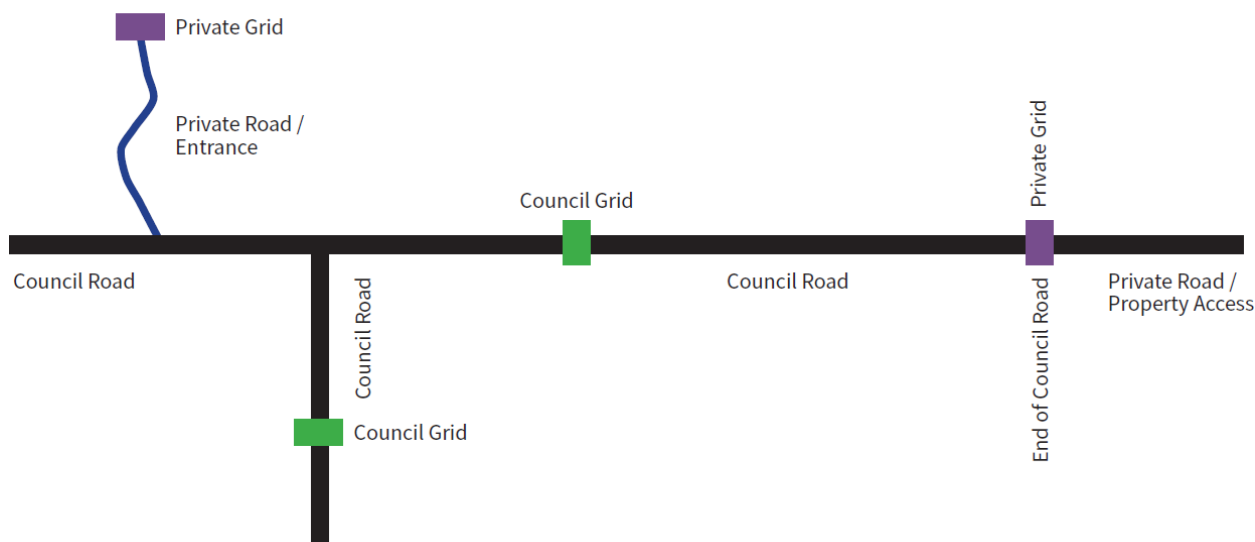 Private Grid
Private Road /
Entrance
Council Grid
Private Grid
Council Road
Council Road
Council Road
End of Council Road
Private Road /
Property Access
Council Grid